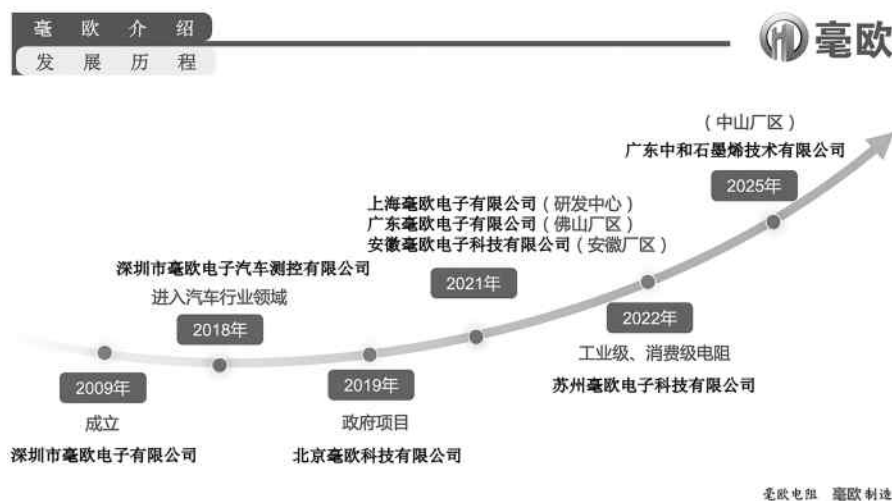 毫欧介绍
发展历程
毫欧
（中山厂区）
广东中和石墨烯技术有限公司
2025年
上海毫欧电子有限公司（研发中心）
广东毫欧电子有限公司（佛山厂区）
安徽毫欧电子科技有限公司（安徽厂区）
2021年
深圳市毫欧电子汽车测控有限公司
进入汽车行业领域
2018年
2022年
工业级、消费级电阻
苏州毫欧电子科技有限公司
2009年
成立
深圳市毫欧电子有限公司
2019年
政府项目
北京毫欧科技有限公司
毫欧电阻 毫欧制造